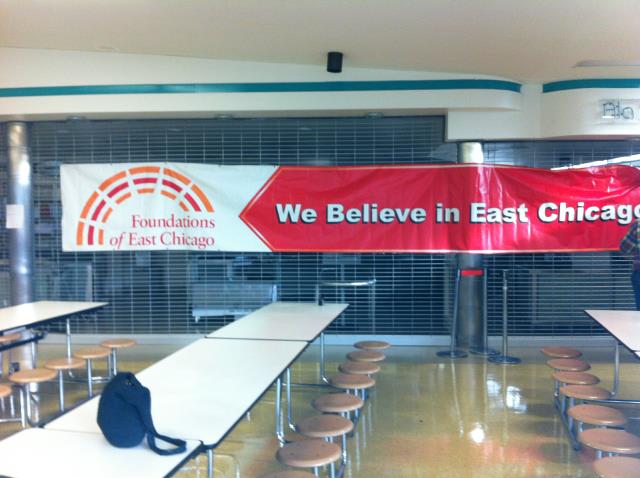 Foundations
of East Chicago
We Believe in East Chicago